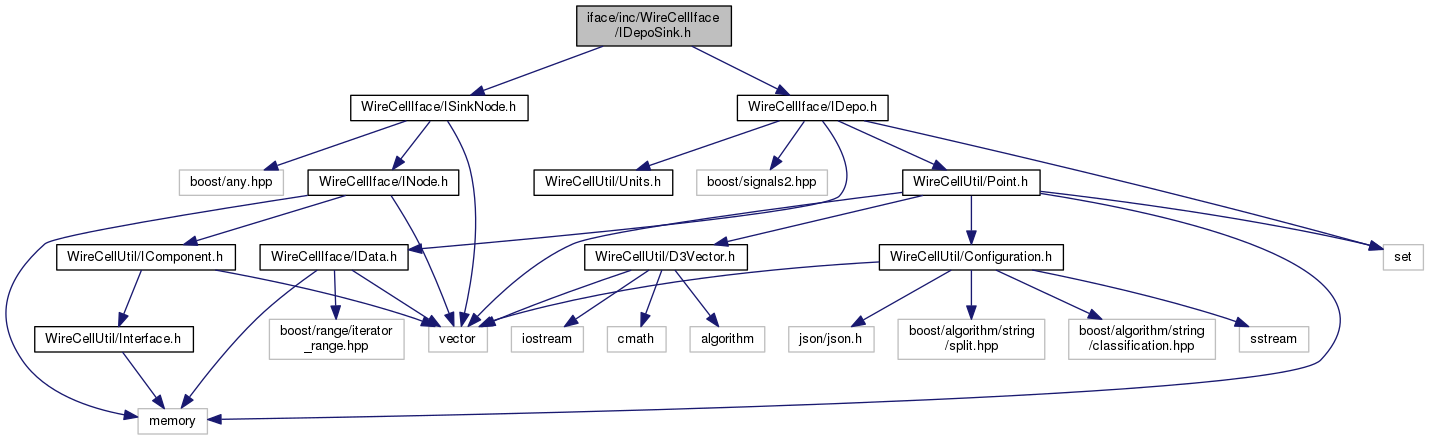 iface/inc/WireCellIface
/IDepoSink.h
WireCellIface/ISinkNode.h
WireCellIface/IDepo.h
boost/any.hpp
WireCellIface/INode.h
WireCellUtil/Units.h
boost/signals2.hpp
WireCellUtil/Point.h
WireCellUtil/IComponent.h
WireCellIface/IData.h
WireCellUtil/D3Vector.h
WireCellUtil/Configuration.h
set
WireCellUtil/Interface.h
boost/range/iterator
_range.hpp
vector
iostream
cmath
algorithm
json/json.h
boost/algorithm/string
/split.hpp
boost/algorithm/string
/classification.hpp
sstream
memory